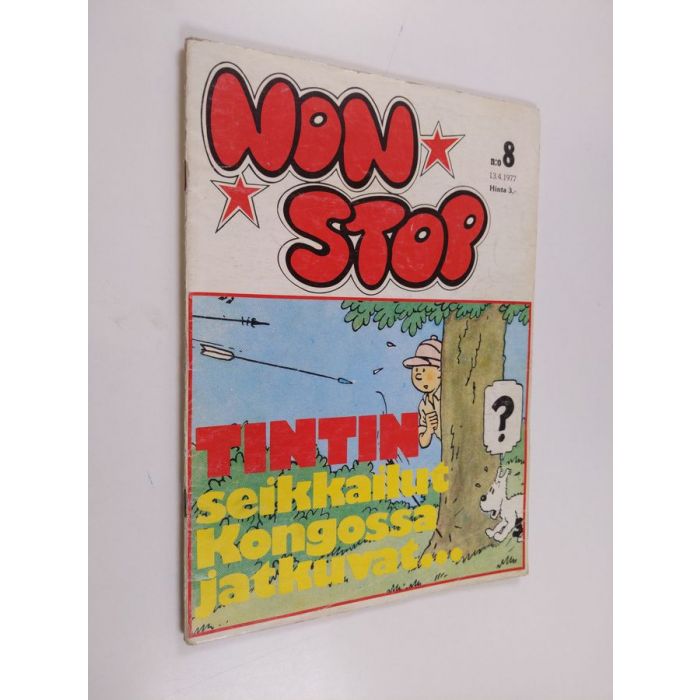 NON
STOP
n:o 8
13.4.1977
Hinta 3,-
?
TINTIN
seikkailut
Kongossa
jatkuvat...